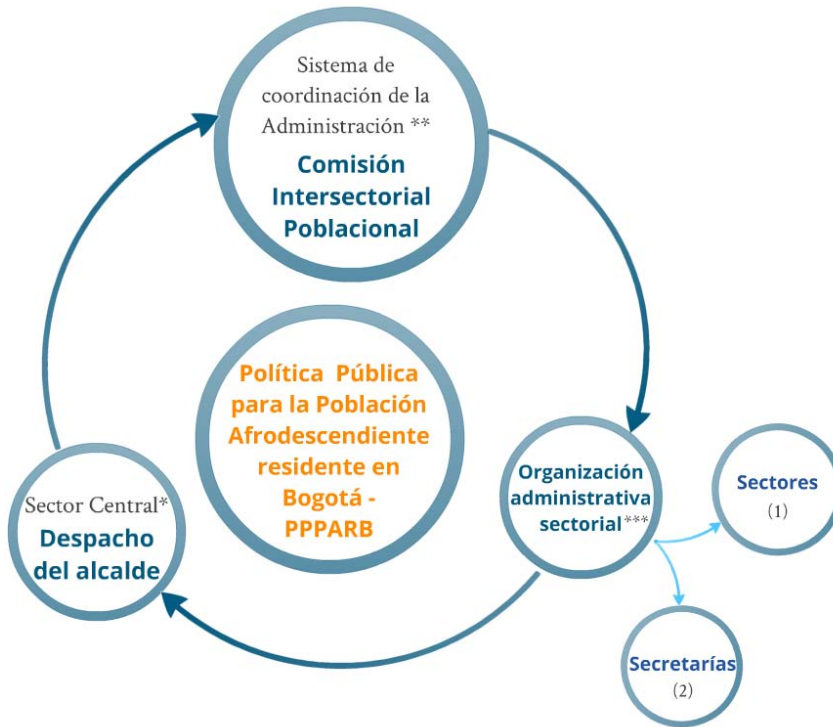 Sistema de
coordinación de la
Administración **
Comisión
Intersectorial
Poblacional
Política Pública
para la Población
Afrodescendiente
residente en
Bogotá -
PPPARB
Sector Central*
Despacho
del alcalde
Organización
administrativa
sectorial***
Sectores
(1)
Secretarías
(2)